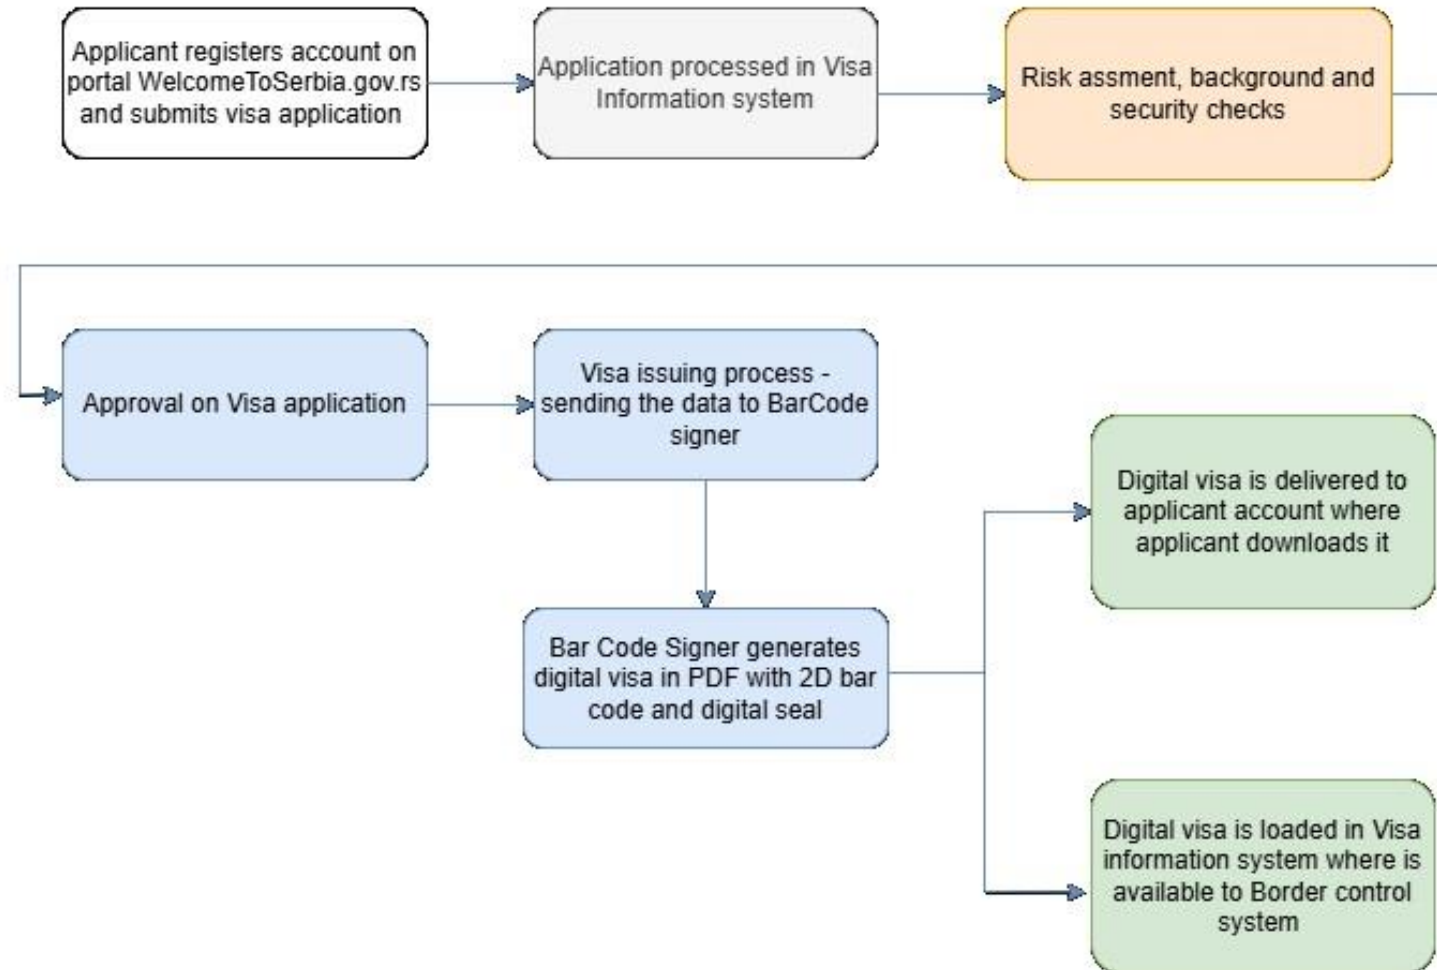 Applicant registers account on
portal WelcomeToSerbia.gov.rs
and submits visa application
Application processed in Visa
Information system
Risk assment, background and
security checks
Approval on Visa application
Visa issuing process -
sending the data to BarCode
signer
Bar Code Signer generates
digital visa in PDF with 2D bar
code and digital seal
Digital visa is delivered to
applicant account where
applicant downloads it
Digital visa is loaded in Visa
information system where is
available to Border control
system